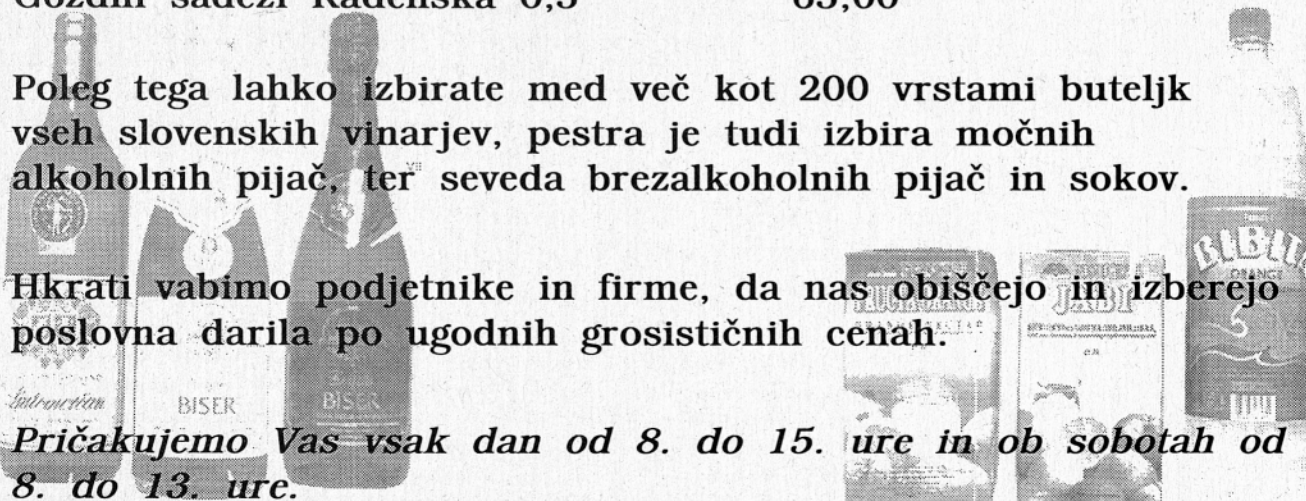 Gozdni sadeži Radenska 0,5 65,00
Poleg tega lahko izbirate med več kot 200 vrstami buteljk
vseh slovenskih vinarjev, pestra je tudi izbira močnih
alkoholnih pijač, ter seveda brezalkoholnih pijač in sokov.
Hkrati vabimo podjetnike in firme, da nas obiščejo in izberejo
poslovna darila po ugodnih grosističnih cenah.
BIBITA
ORANGE
BISER
BISER
Pričakujemo Vas vsak dan od 8. do 15. ure in ob sobotah od
8. do 13. ure.